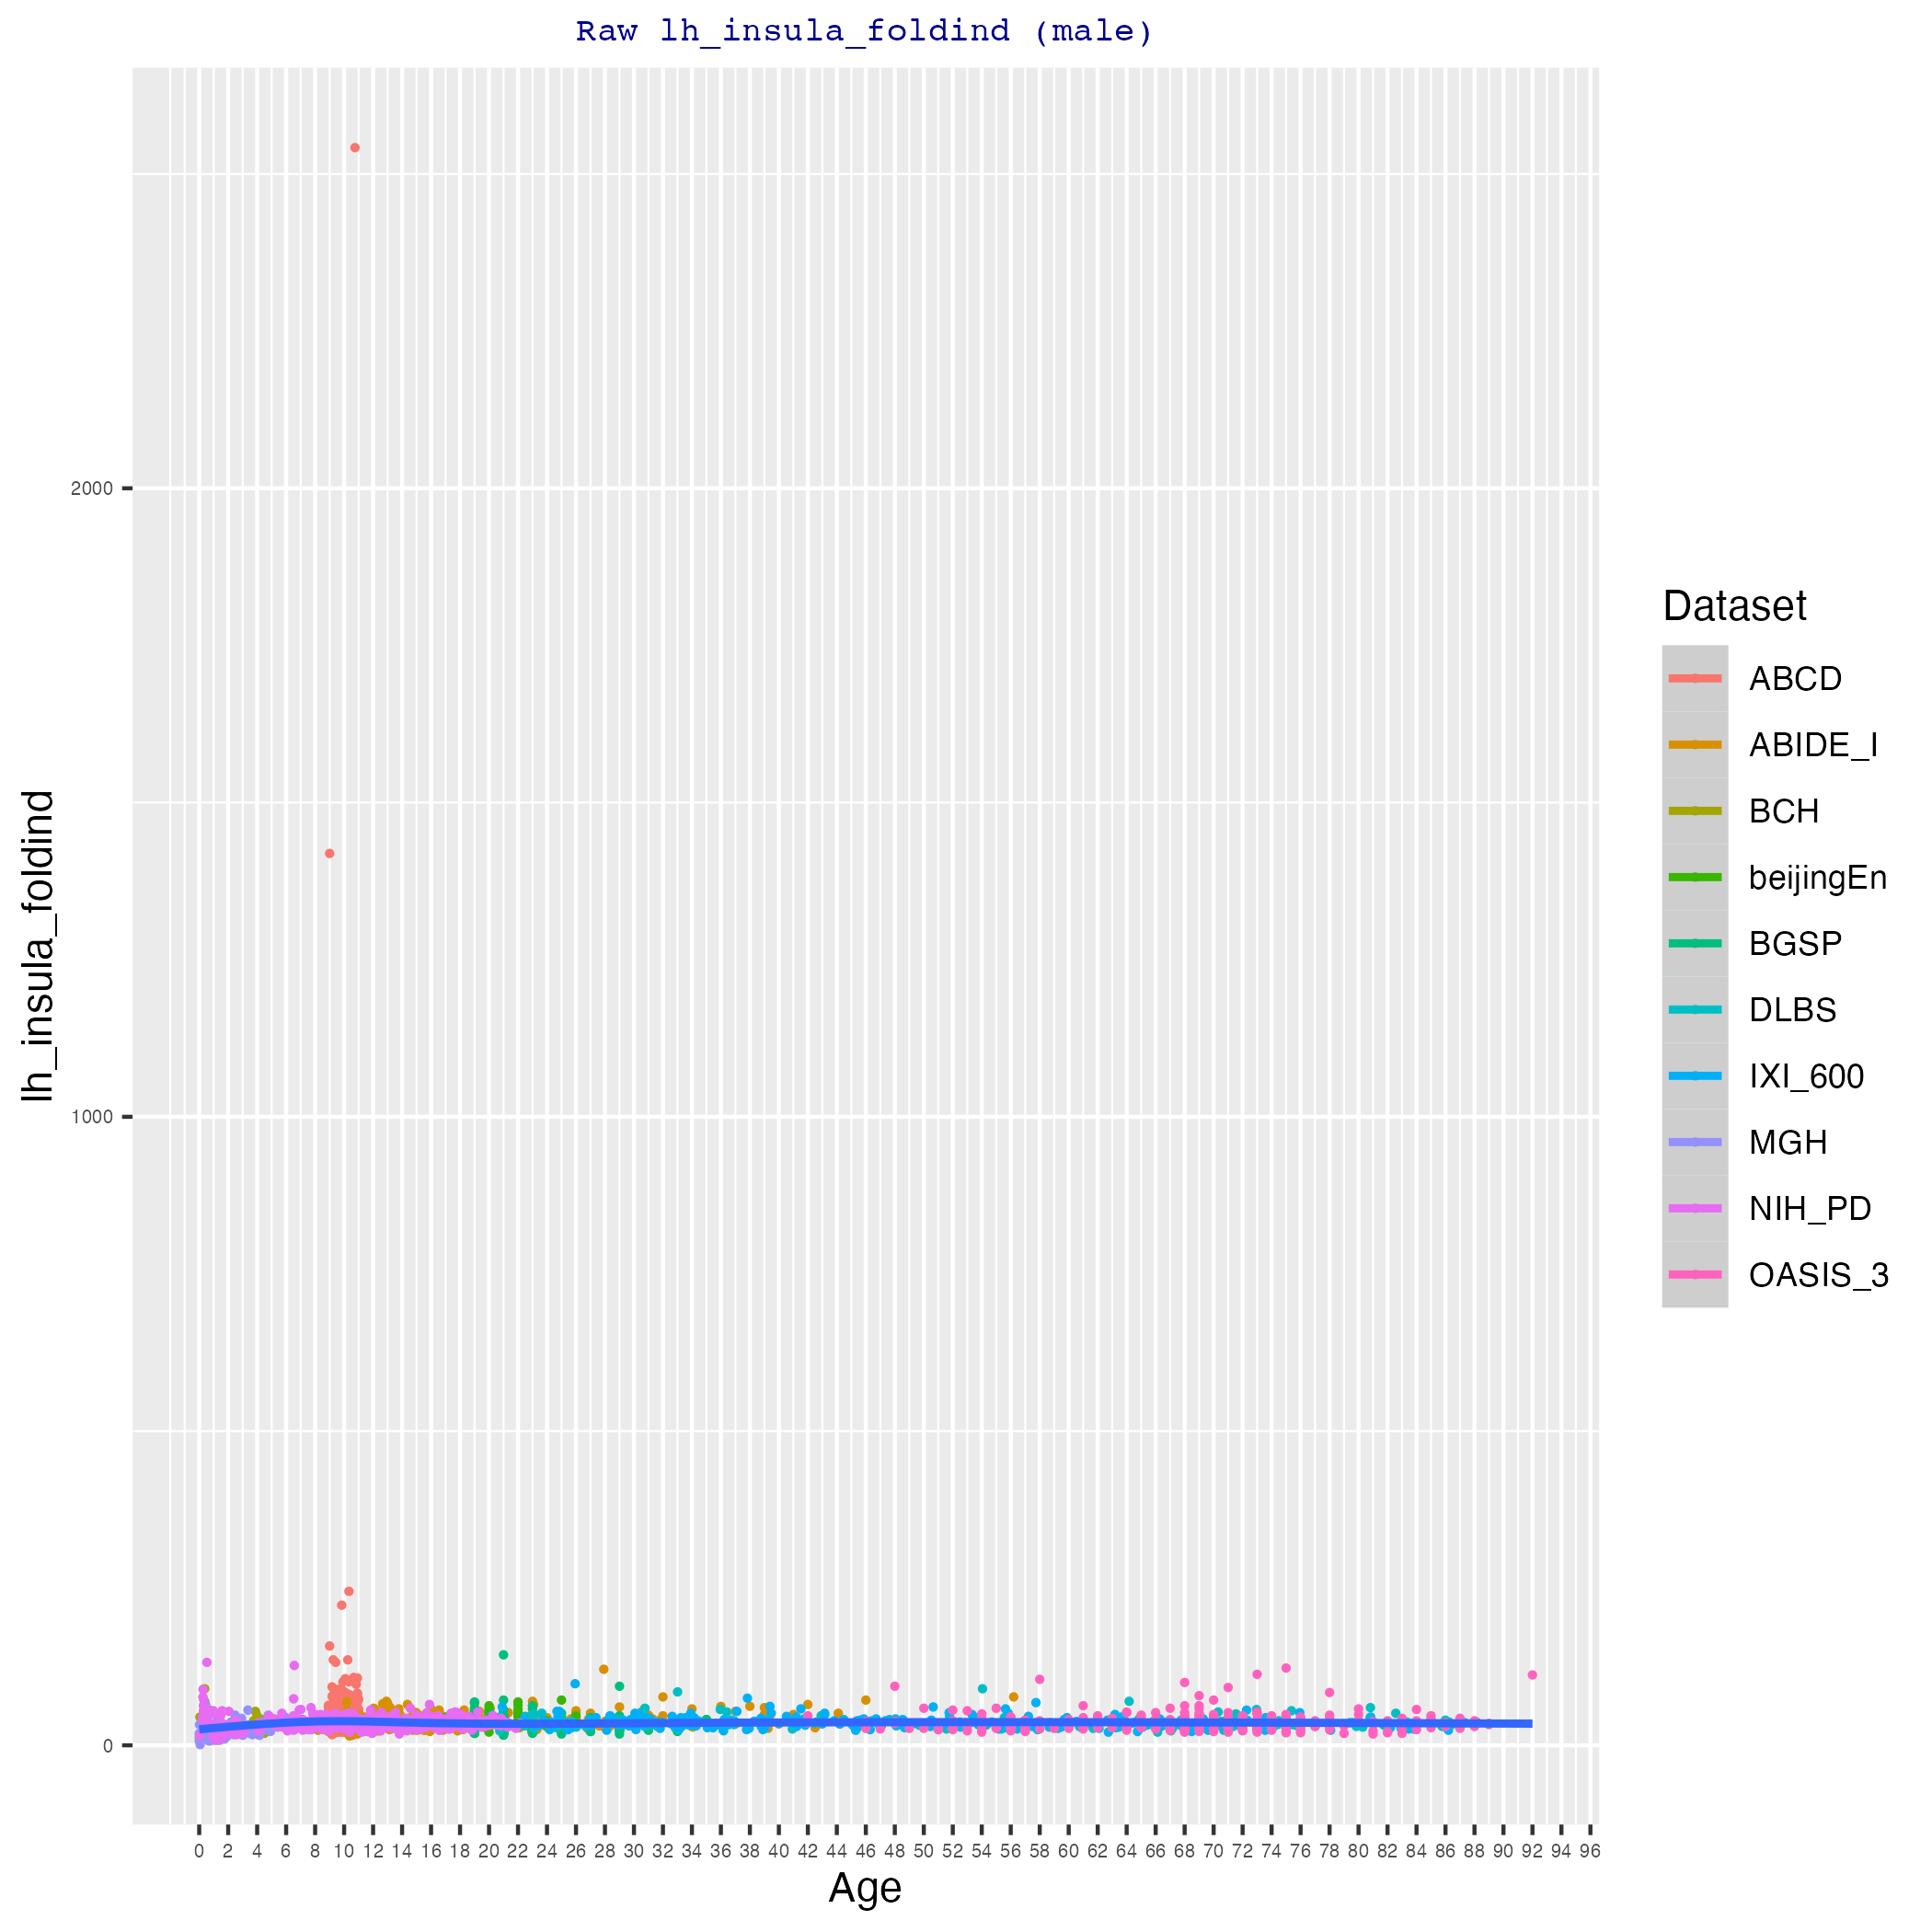 Raw lh_insula_foldind (male)
lh_insula_foldind
2000
1000
0
0 2 4 6 8 10 12 14 16 18 20 22 24 26 28 30 32 34 36 38 40 42 44 46 48 50 52 54 56 58 60 62 64 66 68 70 72 74 76 78 80 82 84 86 88 90 92 94 96
Age
Dataset
ABCD
ABIDE_I
BCH
beijingEn
BGSP
DLBS
IXI_600
MGH
NIH_PD
OASIS_3